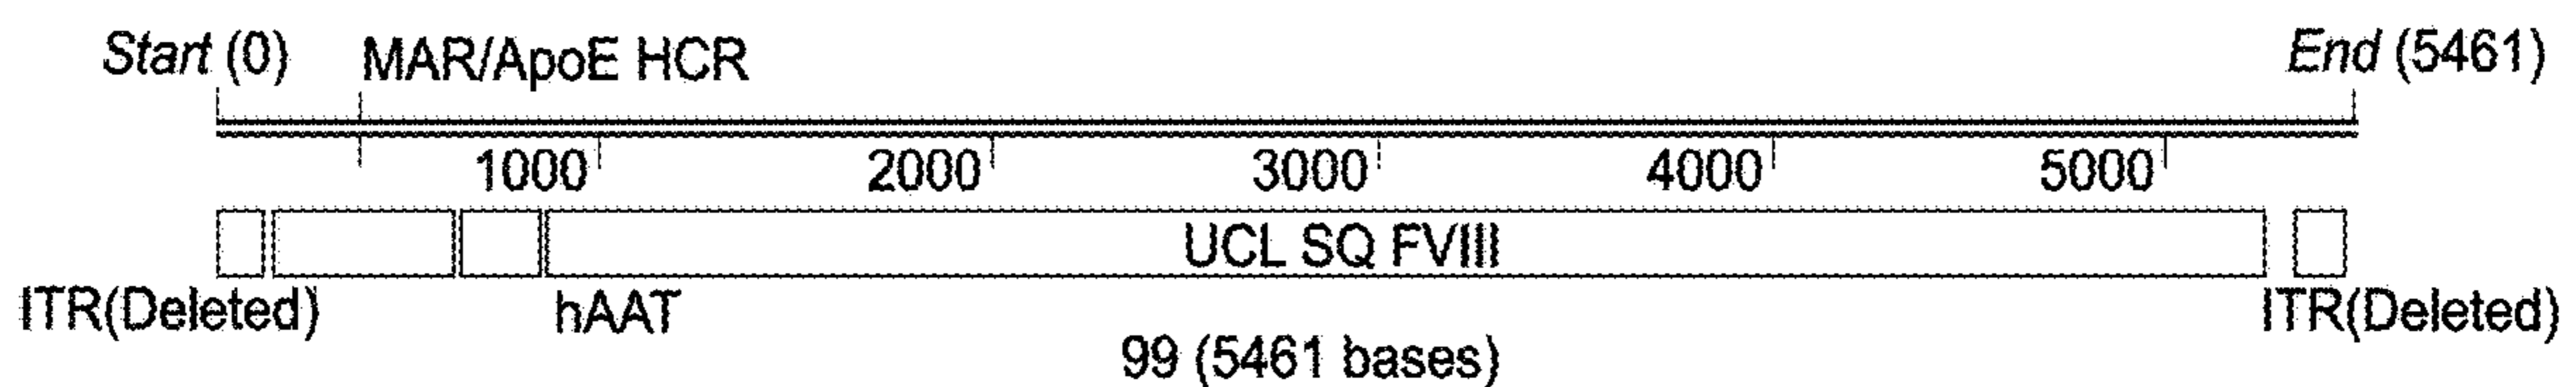 Start (0) MAR/ApoE HCR End (5461)
1000 2000 3000 4000 5000
UCL SQ FVIII
ITR(Deleted) hAAT ITR(Deleted)
99 (5461 bases)